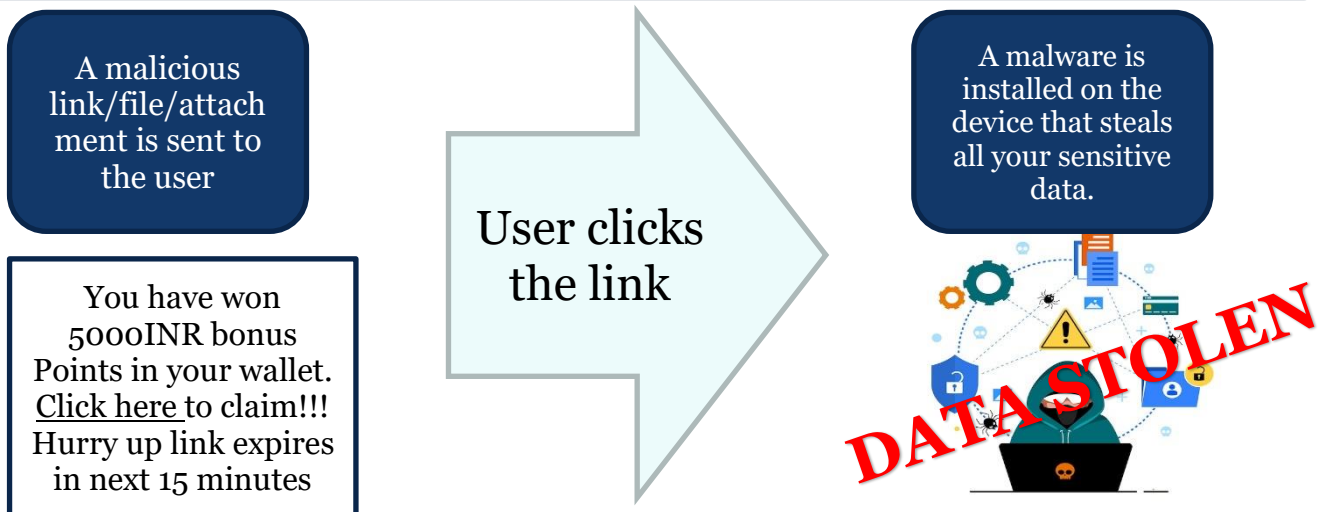 A malicious
link/file/attach
ment is sent to
the user
You have won
5000INR bonus
Points in your wallet.
Click here to claim!!!
Hurry up link expires
in next 15 minutes
User clicks
the link
A malware is
installed on the
device that steals
all your sensitive
data.
DATA STOLEN